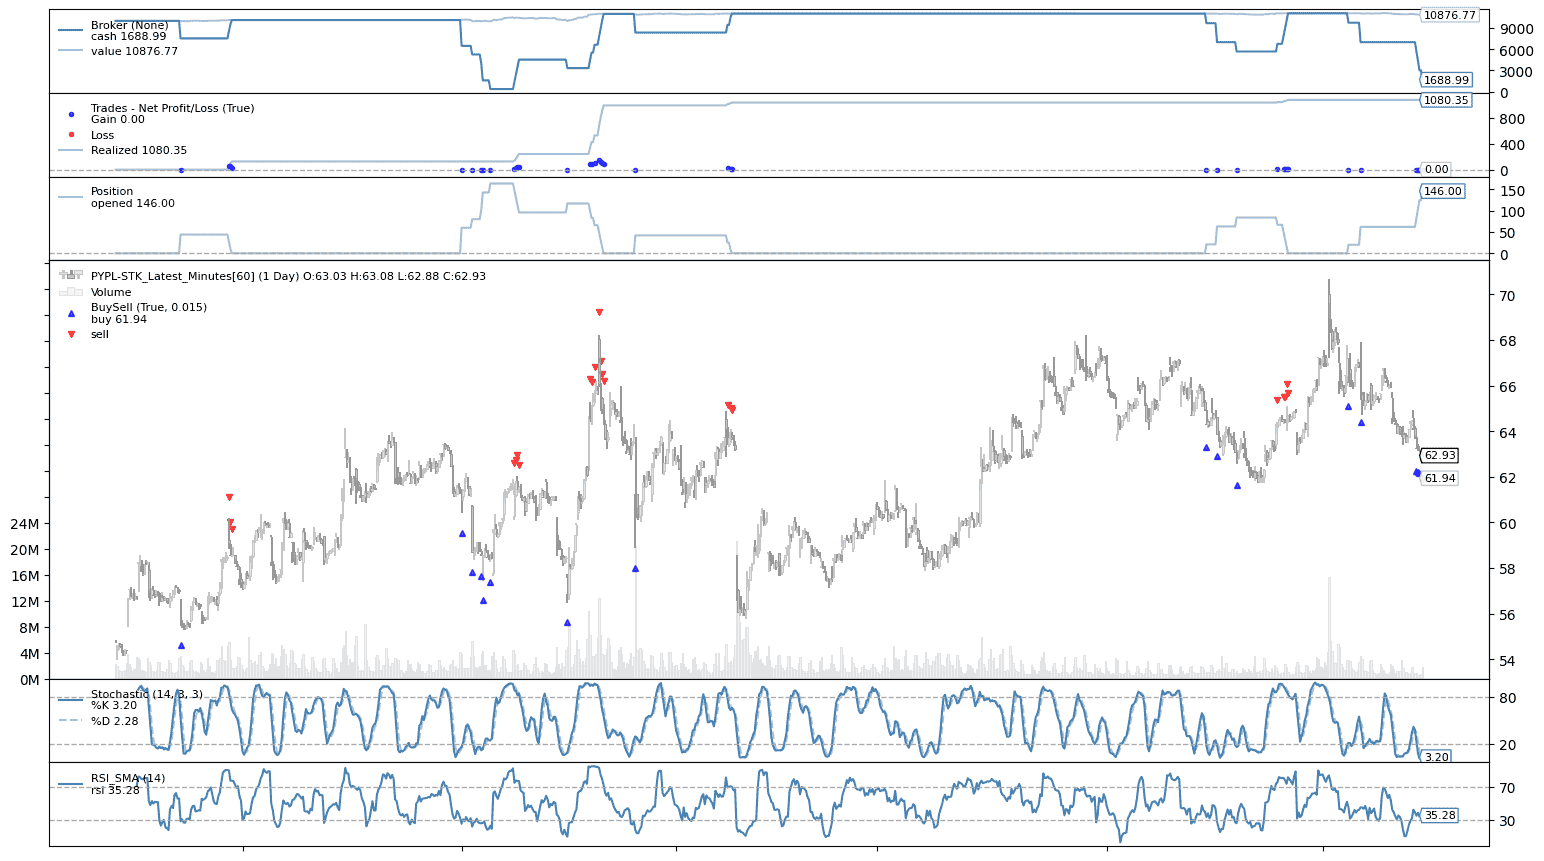 Broker (None)
cash 1688.99
value 10876.77
10876.77
9000
6000
3000
1688.99
0
Trades - Net Profit/Loss (True)
Gain 0.00
Loss
Realized 1080.35
1080.35
800
400
0
0.00
Position
opened 146.00
146.00
150
100
50
0
PYPL-STK_Latest_Minutes[60] (1 Day) O:63.03 H:63.08 L:62.88 C:62.93
Volume
BuySell (True, 0.015)
buy 61.94
sell
70
68
66
64
62.93
62
61.94
60
58
56
54
24M
20M
16M
12M
8M
4M
0M
Stochastic (14, 3, 3)
%K 3.20
%D 2.28
80
20
3.20
RSI_SMA (14)
rsi 35.28
70
35.28
30